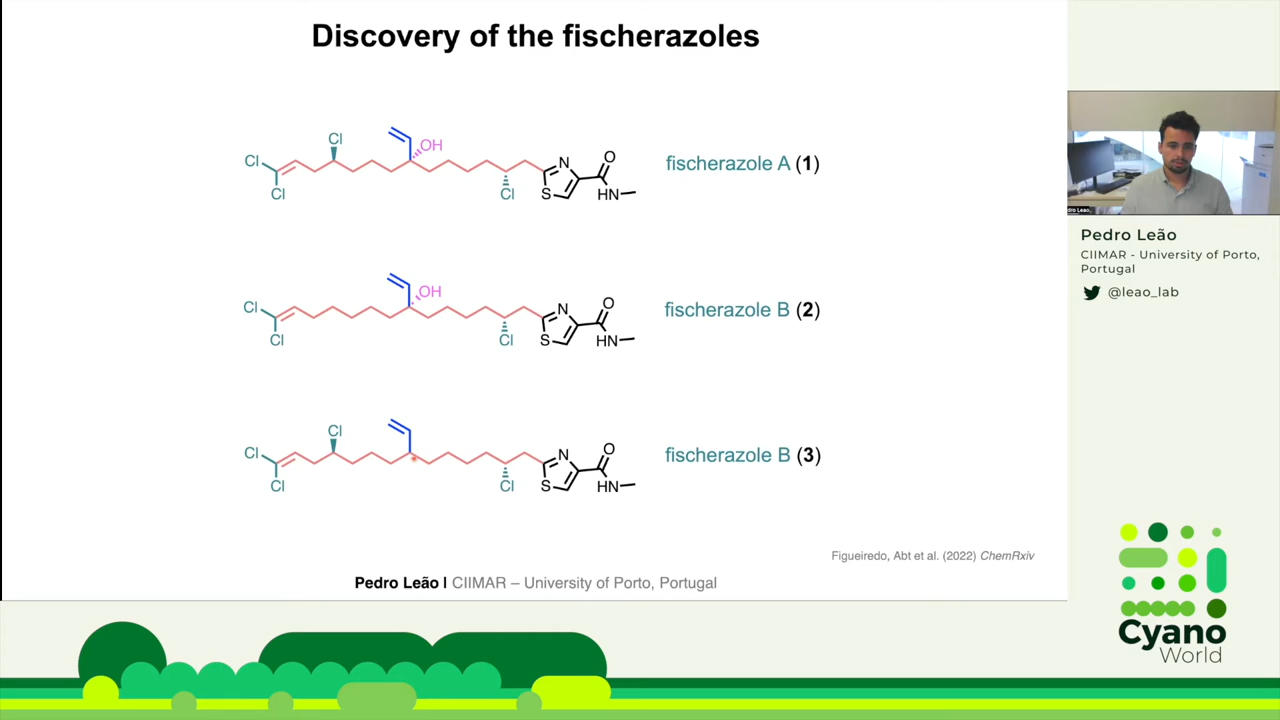 Discovery of the fischerazoles
Cl
Cl
Cl
OH
Cl
N
S
O
HN
fischerazole A (1)
Cl
Cl
OH
Cl
N
S
O
HN
fischerazole B (2)
Cl
Cl
Cl
Cl
N
S
O
HN
fischerazole B (3)
Figueiredo, Abt et al. (2022) ChemRxiv
Pedro Leão I CIIMAR – University of Porto, Portugal
Pedro Leão
CIIMAR - University of Porto,
Portugal
@leao_lab
Cyano
World